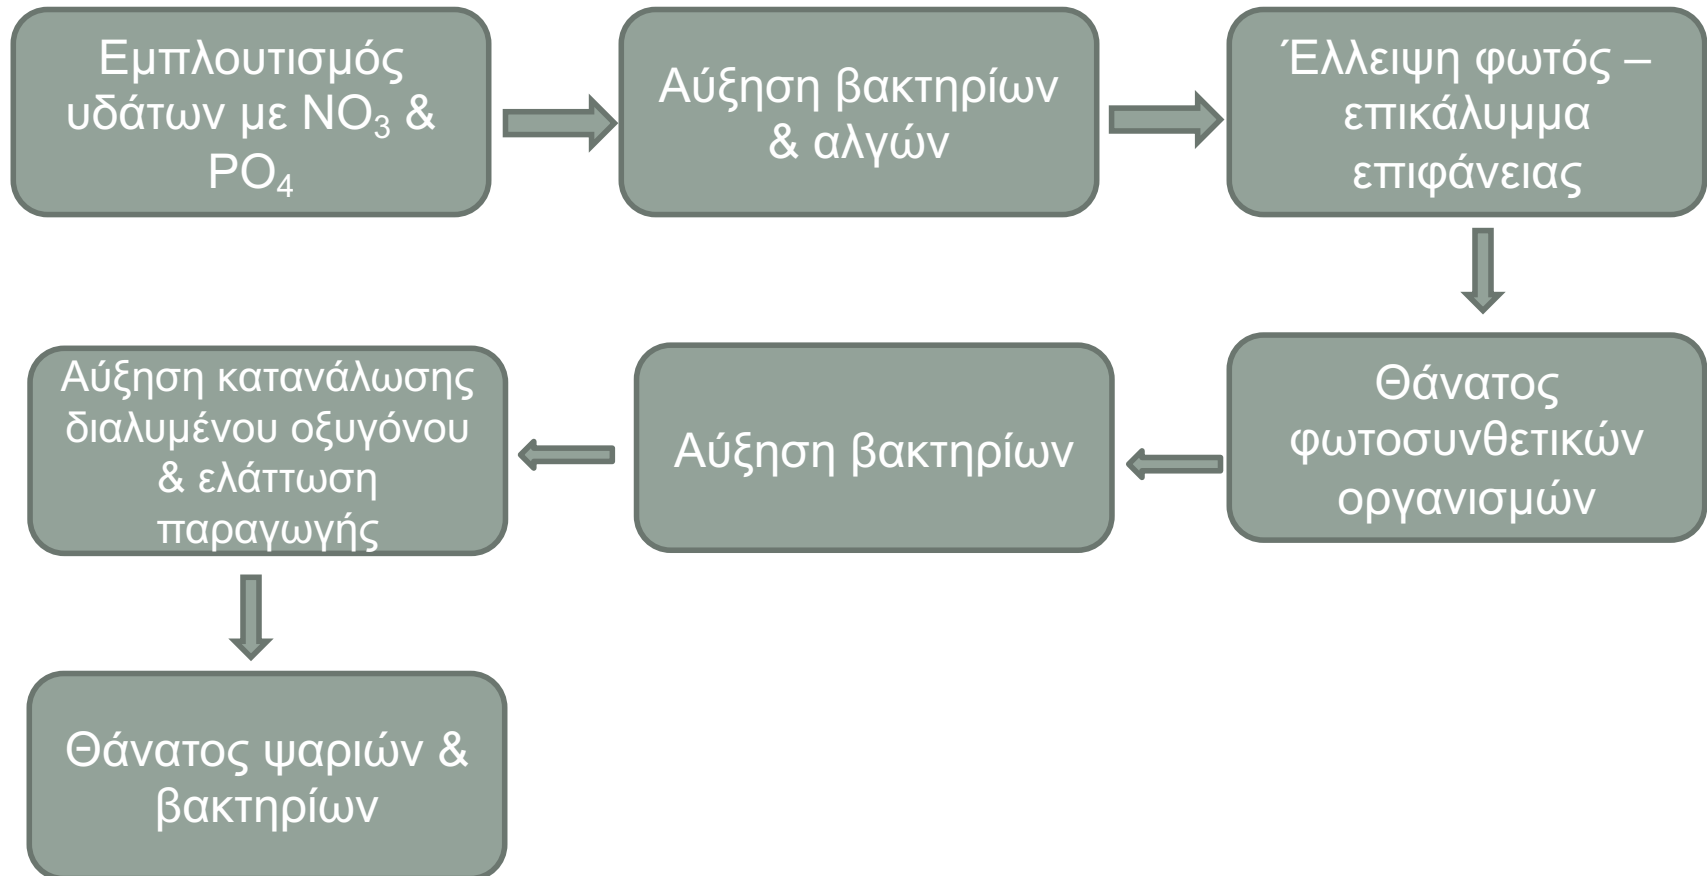 Εμπλουτισμός
υδάτων με NO₃ &
PO₄
Αύξηση βακτηρίων
& αλγών
Έλλειψη φωτός –
επικάλυμμα
επιφάνειας
Θάνατος
φωτοσυνθετικών
οργανισμών
Αύξηση βακτηρίων
Αύξηση κατανάλωσης
διαλυμένου οξυγόνου
& ελάττωση
παραγωγής
Θάνατος ψαριών &
βακτηρίων